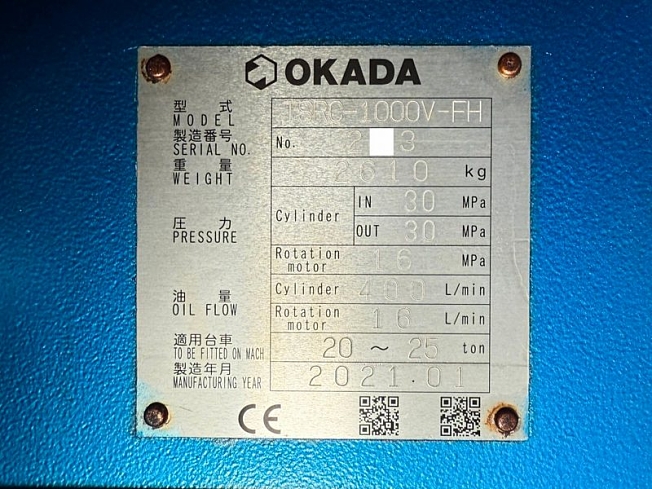 OKADA
型式 MODEL -1000V-FH
製造番号 SERIAL NO. No. 3
重量 WEIGHT 2610 kg
圧力 PRESSURE Cylinder IN 30 MPa
OUT 30 MPa
Rotation motor 16 MPa
油量 OIL FLOW Cylinder 400 L/min
Rotation motor 16 L/min
適用台車 TO BE FITTED ON MACH. 20 ~ 25 ton
製造年月 MANUFACTURING YEAR 2021.01
CE